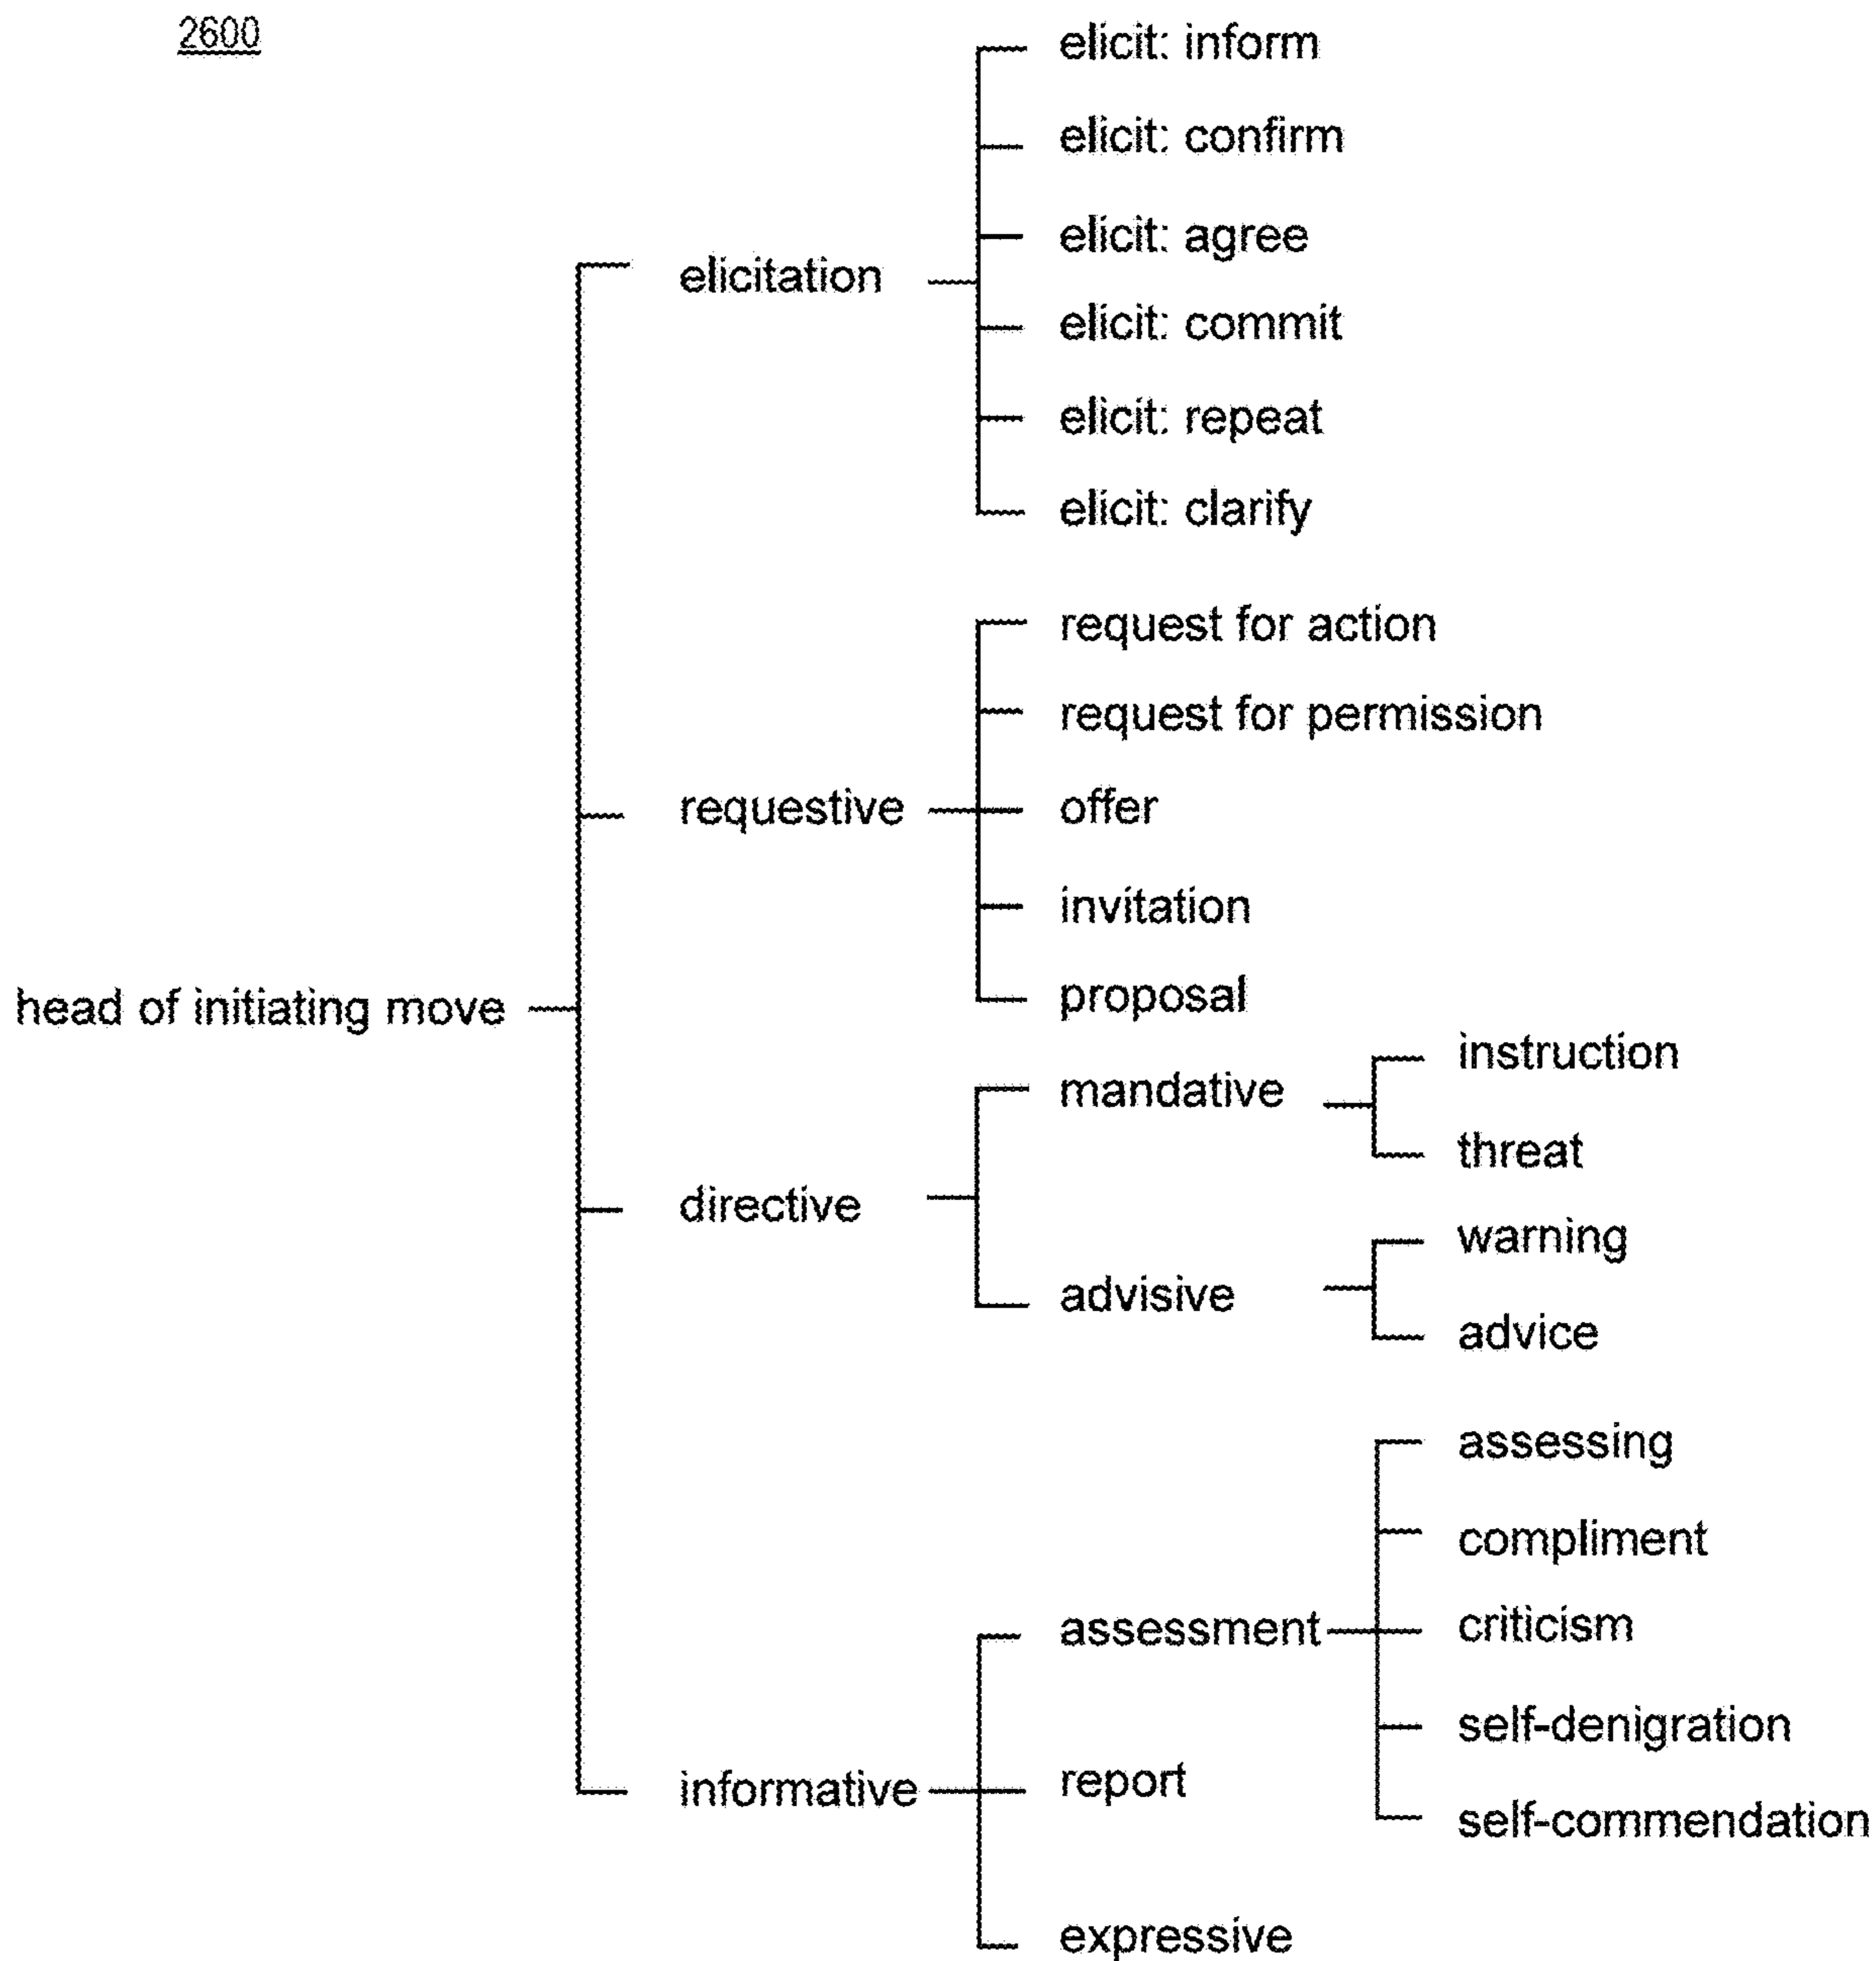 2600
head of initiating move
elicitation
elicit: inform
elicit: confirm
elicit: agree
elicit: commit
elicit: repeat
elicit: clarify
requestive
request for action
request for permission
offer
invitation
proposal
directive
mandative
instruction
threat
advisive
warning
advice
informative
assessment
assessing
compliment
criticism
self-denigration
self-commendation
report
expressive